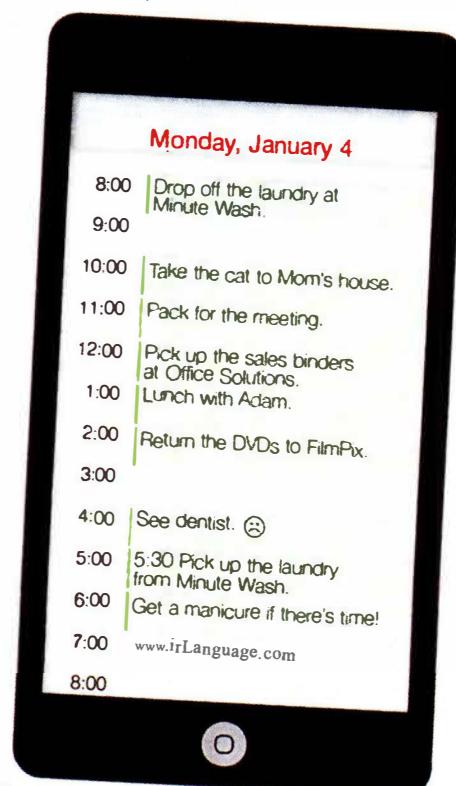 Monday, January 4
8:00 Drop off the laundry at
Minute Wash.
9:00
10:00 Take the cat to Mom's house.
11:00 Pack for the meeting.
12:00 Pick up the sales binders
at Office Solutions.
1:00 Lunch with Adam.
2:00 Return the DVDs to FilmPix.
3:00
4:00 See dentist. ☹
5:00 5:30 Pick up the laundry
from Minute Wash.
6:00 Get a manicure if there's time!
7:00 www.irLanguage.com
8:00